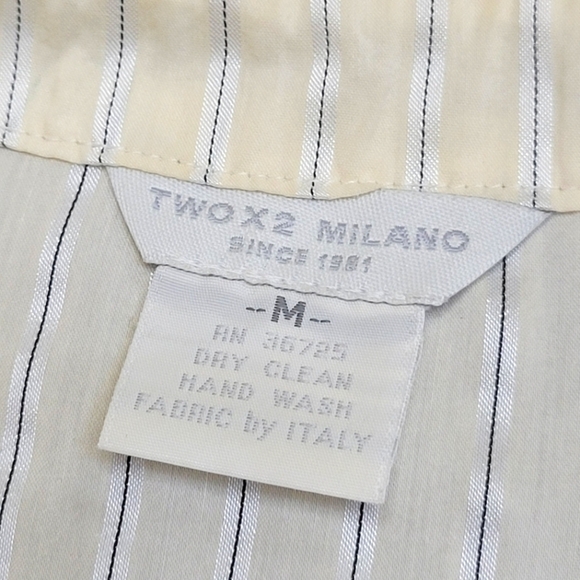 TWOX2 MILANO
SINCE 1981
--M--
RN 36725
DRY CLEAN
HAND WASH
FABRIC by ITALY